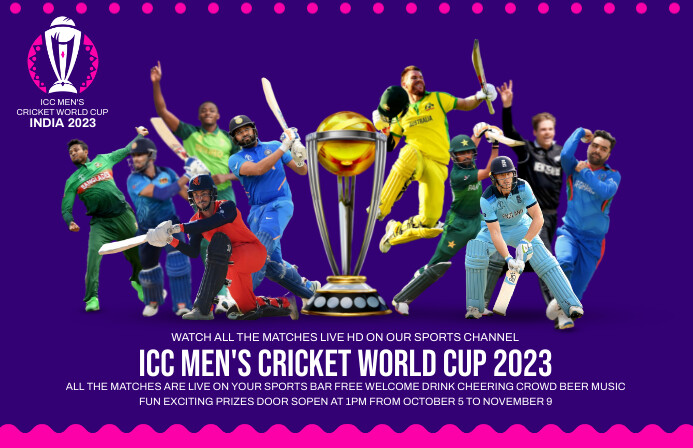 ICC MEN'S
CRICKET WORLD CUP
INDIA 2023
BANGLADESH
AUSTRALIA
ENGLAND
WATCH ALL THE MATCHES LIVE HD ON OUR SPORTS CHANNEL
ICC MEN'S CRICKET WORLD CUP 2023
ALL THE MATCHES ARE LIVE ON YOUR SPORTS BAR FREE WELCOME DRINK CHEERING CROWD BEER MUSIC
FUN EXCITING PRIZES DOOR SOPEN AT 1PM FROM OCTOBER 5 TO NOVEMBER 9